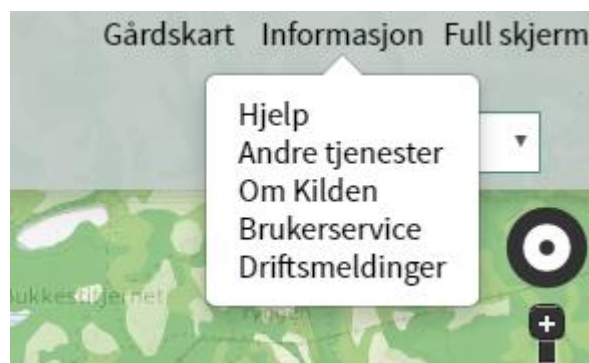 Gårdskart Informasjon Full skjerm
Hjelp
Andre tjenester
Om Kilden
Brukerservice
Driftsmeldinger